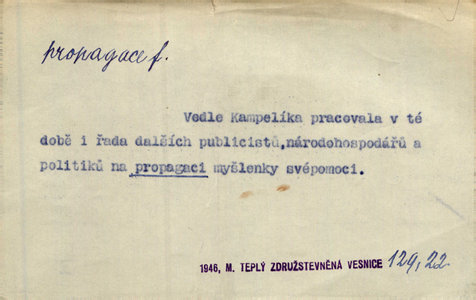 propagace f.
Vedle Kampelíka pracovala v té
době i řada dalších publicistů,národohospodářů a
politiků na propagaci myšlenky svépomoci.
1946, M. TEPLÝ ZDRUŽSTEVNĚNÁ VESNICE 129,22